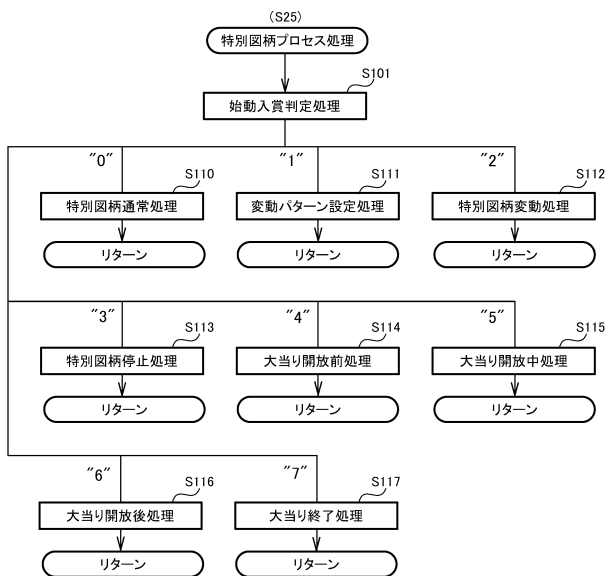 (S25)
特別図柄プロセス処理
S101
始動入賞判定処理
"0"
"1"
"2"
S110
S111
S112
特別図柄通常処理
変動パターン設定処理
特別図柄変動処理
リターン
リターン
リターン
"3"
"4"
"5"
S113
S114
S115
特別図柄停止処理
大当り開放前処理
大当り開放中処理
リターン
リターン
リターン
"6"
"7"
S116
S117
大当り開放後処理
大当り終了処理
リターン
リターン